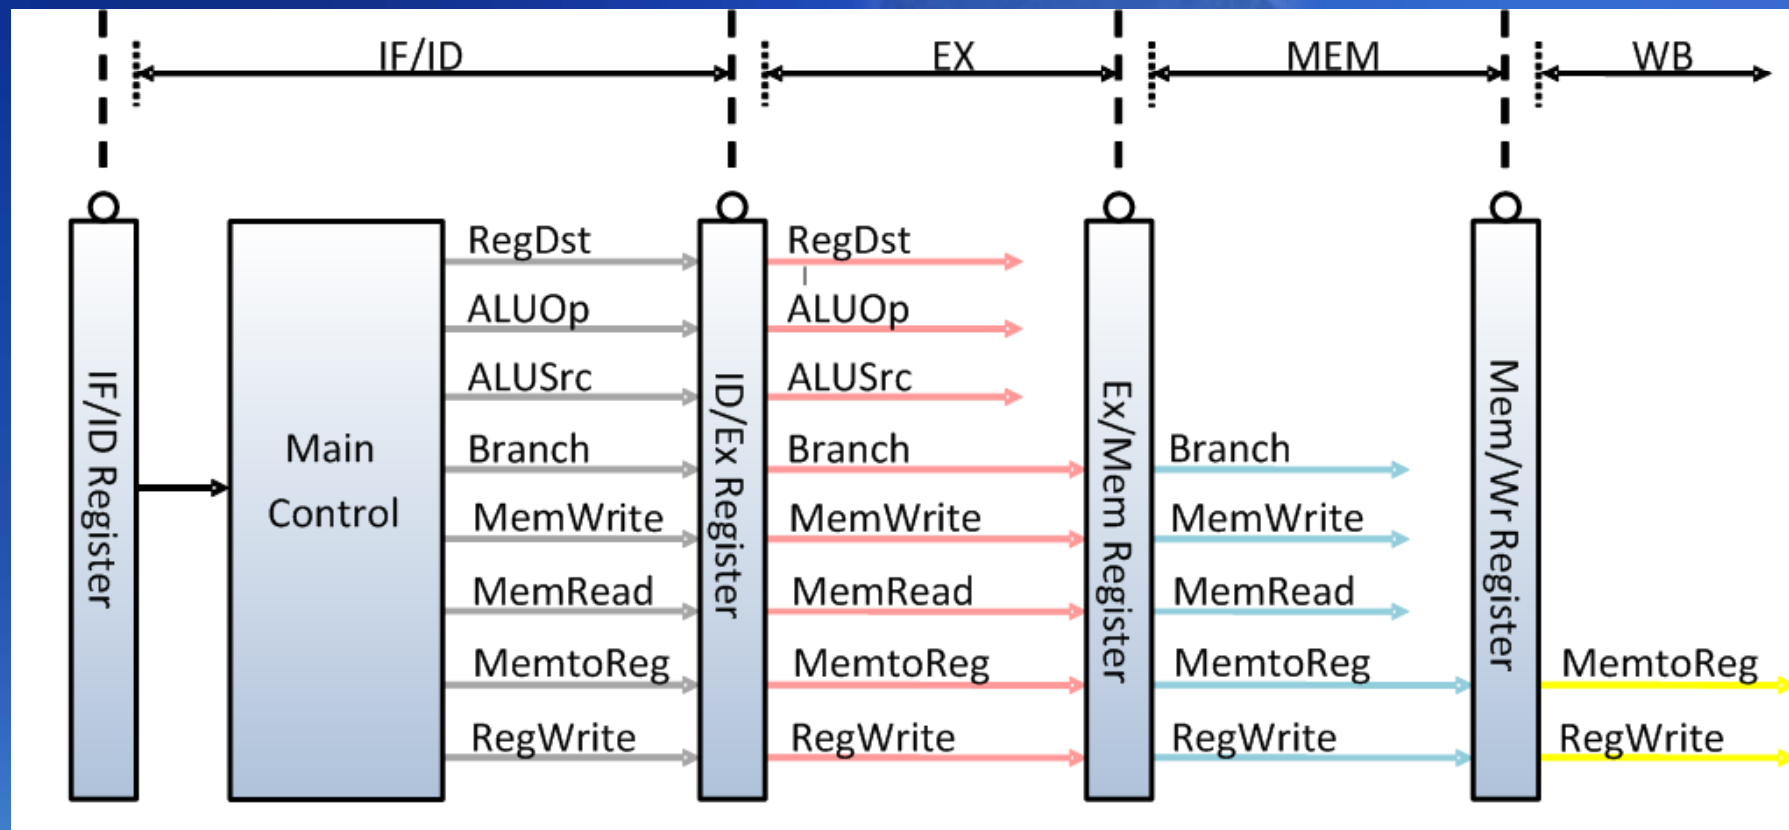 IF/ID
EX
MEM
WB
IF/ID Register
Main
Control
RegDst
ALUOp
ALUSrc
Branch
MemWrite
MemRead
MemtoReg
RegWrite
ID/Ex Register
RegDst
ALUOp
ALUSrc
Branch
MemWrite
MemRead
MemtoReg
RegWrite
Ex/Mem Register
Branch
MemWrite
MemRead
MemtoReg
RegWrite
Mem/Wr Register
MemtoReg
RegWrite